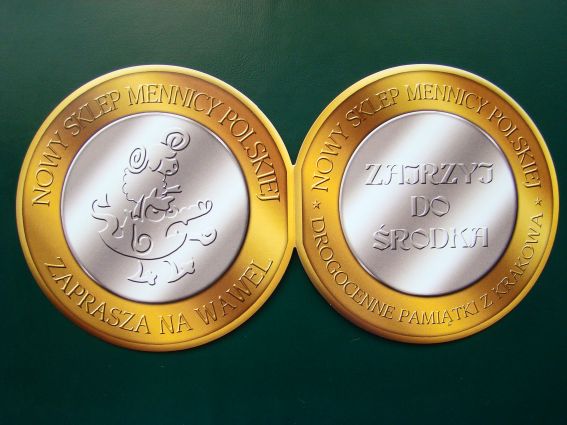 NOWY SKLEP MENNICY POLSKIEJ
ZAPRASZA NA WAWEL
NOWY SKLEP MENNICY POLSKIEJ
ZAJRZYJ
DO
ŚRODKA
* DROGOCENNE PAMIĄTKI Z KRAKOWA *